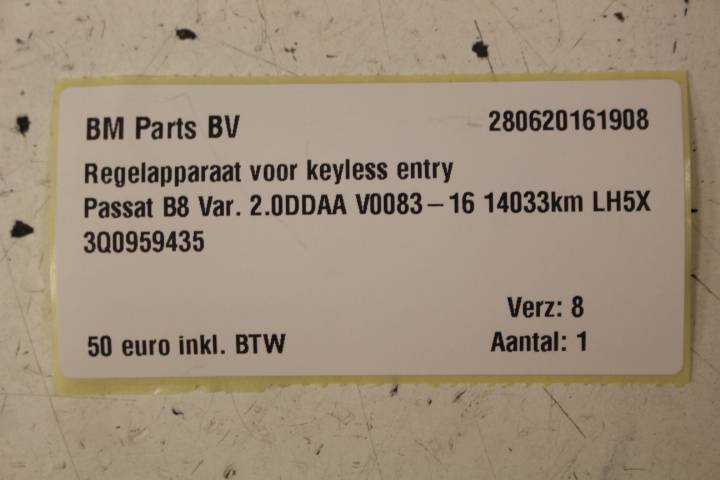 BM Parts BV 280620161908
Regelapparaat voor keyless entry
Passat B8 Var. 2.0DDAA V0083-16 14033km LH5X
3Q0959435
Verz: 8
50 euro inkl. BTW Aantal: 1